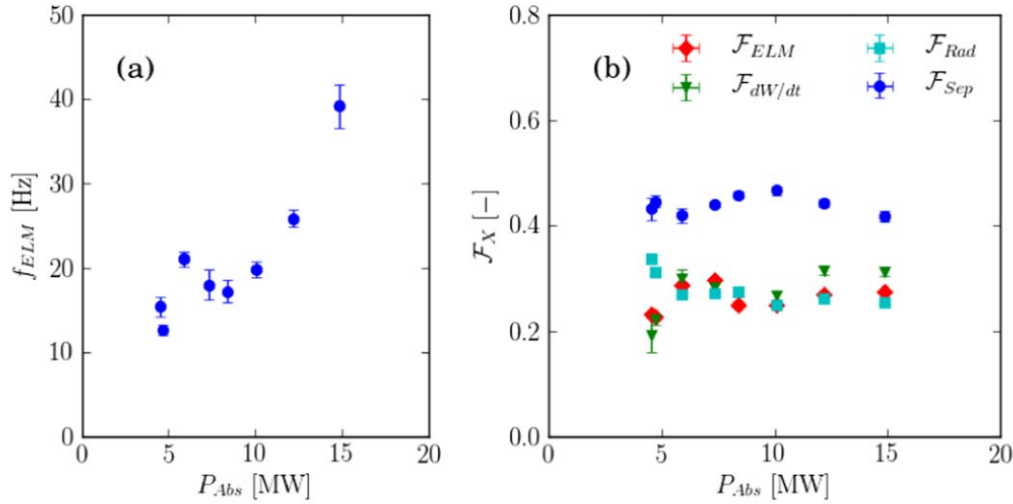 50
40
30
20
10
0
0 5 10 15 20
f_ELM [Hz]
P_Abs [MW]
(a)
0.8
0.6
0.4
0.2
0.0
0 5 10 15 20
ℱ_X [−]
P_Abs [MW]
(b)
ℱ_ELM ℱ_Rad
ℱ_dW/dt ℱ_Sep